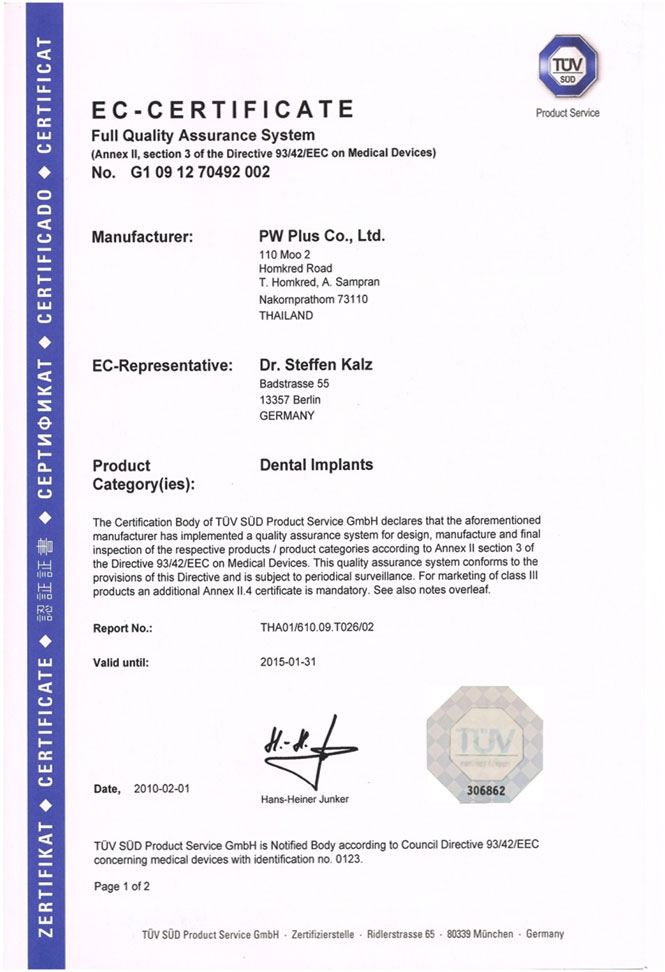 TÜV
SÜD
Product Service
EC-CERTIFICATE
Full Quality Assurance System
(Annex II, section 3 of the Directive 93/42/EEC on Medical Devices)
No. G1 09 12 70492 002
Manufacturer: PW Plus Co., Ltd.
110 Moo 2
Homkred Road
T. Homkred, A. Sampran
Nakornprathom 73110
THAILAND
EC-Representative: Dr. Steffen Kalz
Badstrasse 55
13357 Berlin
GERMANY
Product Dental Implants
Category(ies):
The Certification Body of TÜV SÜD Product Service GmbH declares that the aforementioned
manufacturer has implemented a quality assurance system for design, manufacture and final
inspection of the respective products / product categories according to Annex II section 3 of
the Directive 93/42/EEC on Medical Devices. This quality assurance system conforms to the
provisions of this Directive and is subject to periodical surveillance. For marketing of class III
products an additional Annex II.4 certificate is mandatory. See also notes overleaf.
Report No.: THA01/610.09.T026/02
Valid until: 2015-01-31
H.-H. J
TÜV
306862
Date, 2010-02-01
Hans-Heiner Junker
TÜV SÜD Product Service GmbH is Notified Body according to Council Directive 93/42/EEC
concerning medical devices with identification no. 0123.
Page 1 of 2
TÜV SÜD Product Service GmbH · Zertifizierstelle · Ridlerstrasse 65 · 80339 München · Germany
ZERTIFIKAT ◆ CERTIFICATE ◆ 認証証書 ◆ СЕРТИФИКАТ ◆ CERTIFICADO ◆ CERTIFICAT